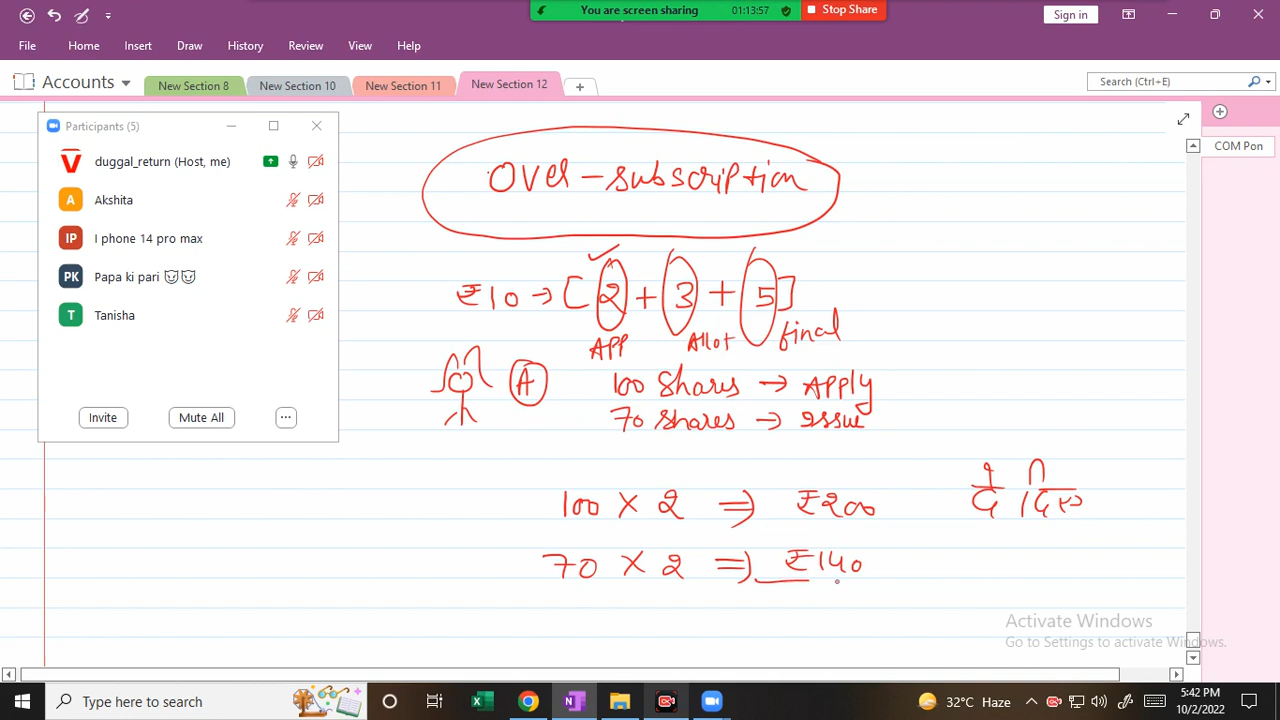 You are screen sharing
01:13:57
Stop Share
Sign in
File Home Insert Draw History Review View Help
Accounts
New Section 8 New Section 10 New Section 11 New Section 12 +
Search (Ctrl+E)
Participants (5)
duggal_return (Host, me)
A Akshita
IP I phone 14 pro max
PK Papa ki pari
T Tanisha
Invite Mute All ...
COM Pon
Over-subscription
₹10 → [2 + 3 + 5]
APP Allot final
A 100 Shares → Apply
70 Shares → Issue
100 × 2 ⇒ ₹200
70 × 2 ⇒ ₹140
Activate Windows
Go to Settings to activate Windows.
Type here to search
32°C Haze
5:42 PM
10/2/2022